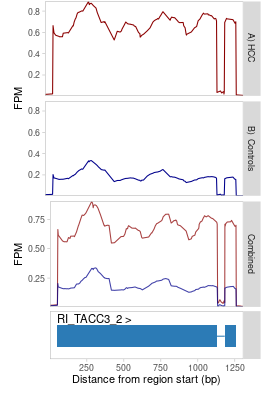 0.8
0.6
0.4
0.2
FPM
A) HCC
0.8
0.6
0.4
0.2
B) Controls
0.75
0.50
0.25
FPM
Combined
RI_TACC3_2 >
250 500 750 1000 1250
Distance from region start (bp)